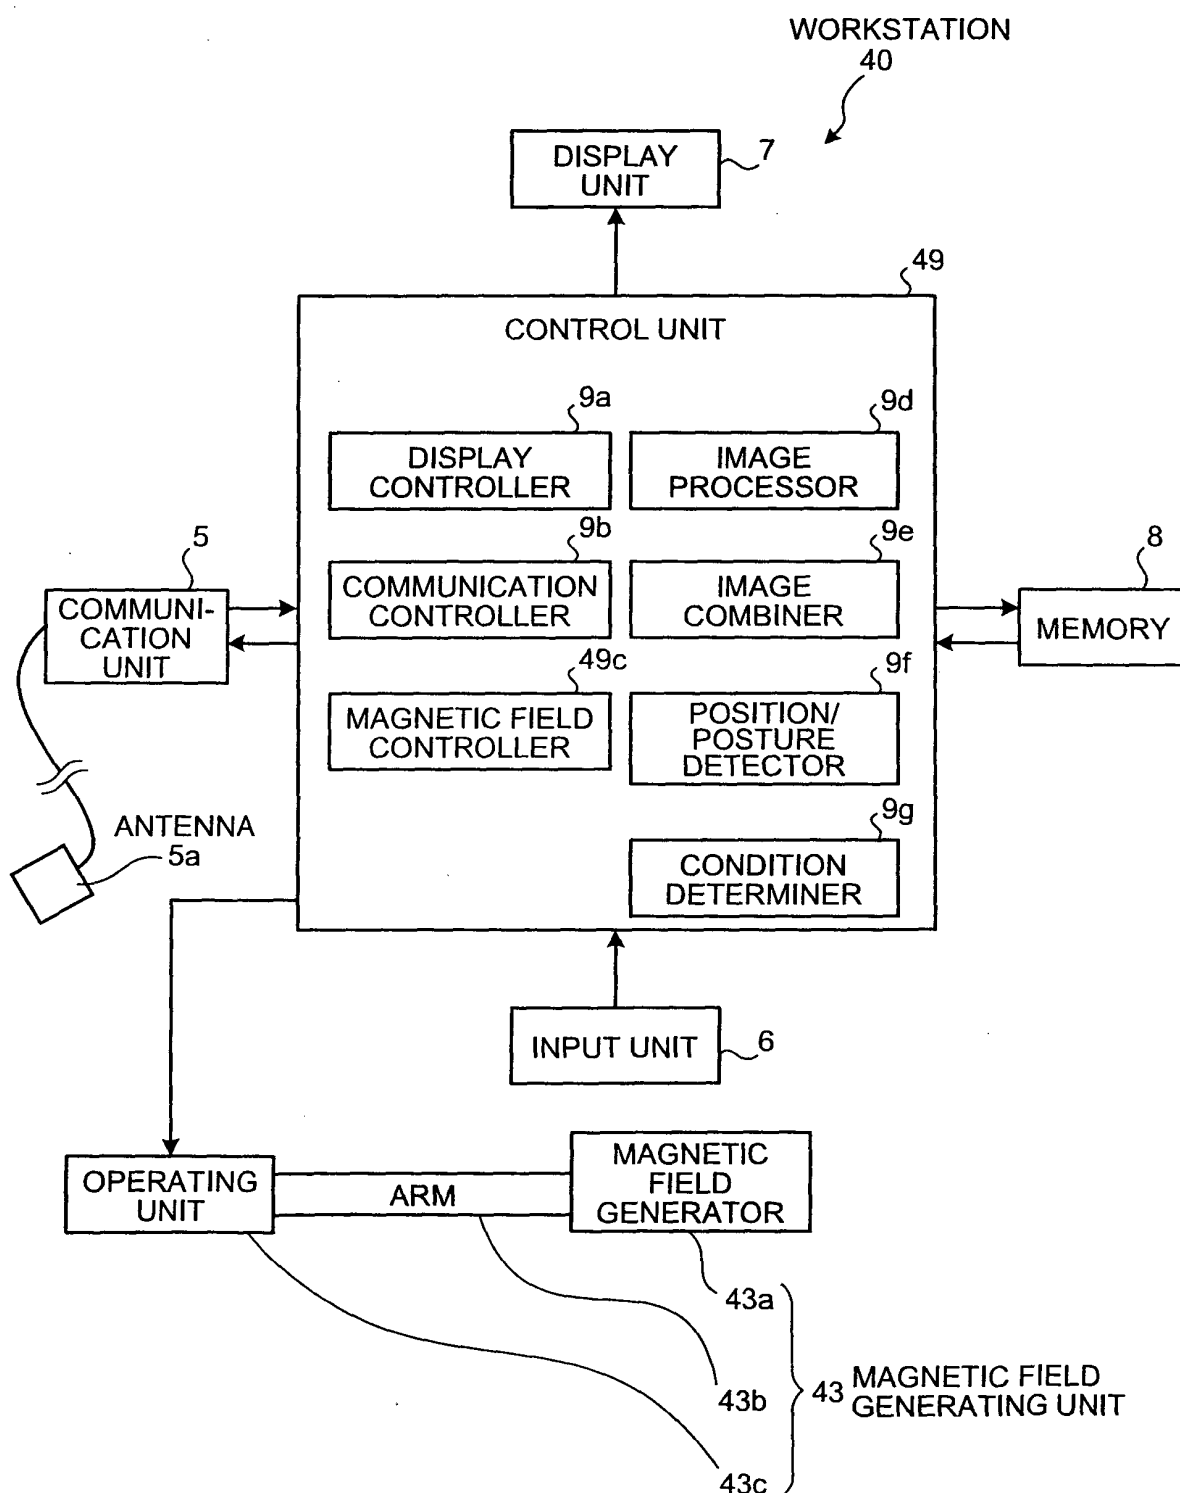 WORKSTATION
40
DISPLAY
UNIT
7
49
CONTROL UNIT
9a
DISPLAY
CONTROLLER
9d
IMAGE
PROCESSOR
9b
COMMUNICATION
CONTROLLER
9e
IMAGE
COMBINER
5
COMMUNI-
CATION
UNIT
8
MEMORY
49c
MAGNETIC FIELD
CONTROLLER
9f
POSITION/
POSTURE
DETECTOR
ANTENNA
5a
9g
CONDITION
DETERMINER
INPUT UNIT
6
OPERATING
UNIT
ARM
MAGNETIC
FIELD
GENERATOR
43a
43b
43c
43 MAGNETIC FIELD
GENERATING UNIT